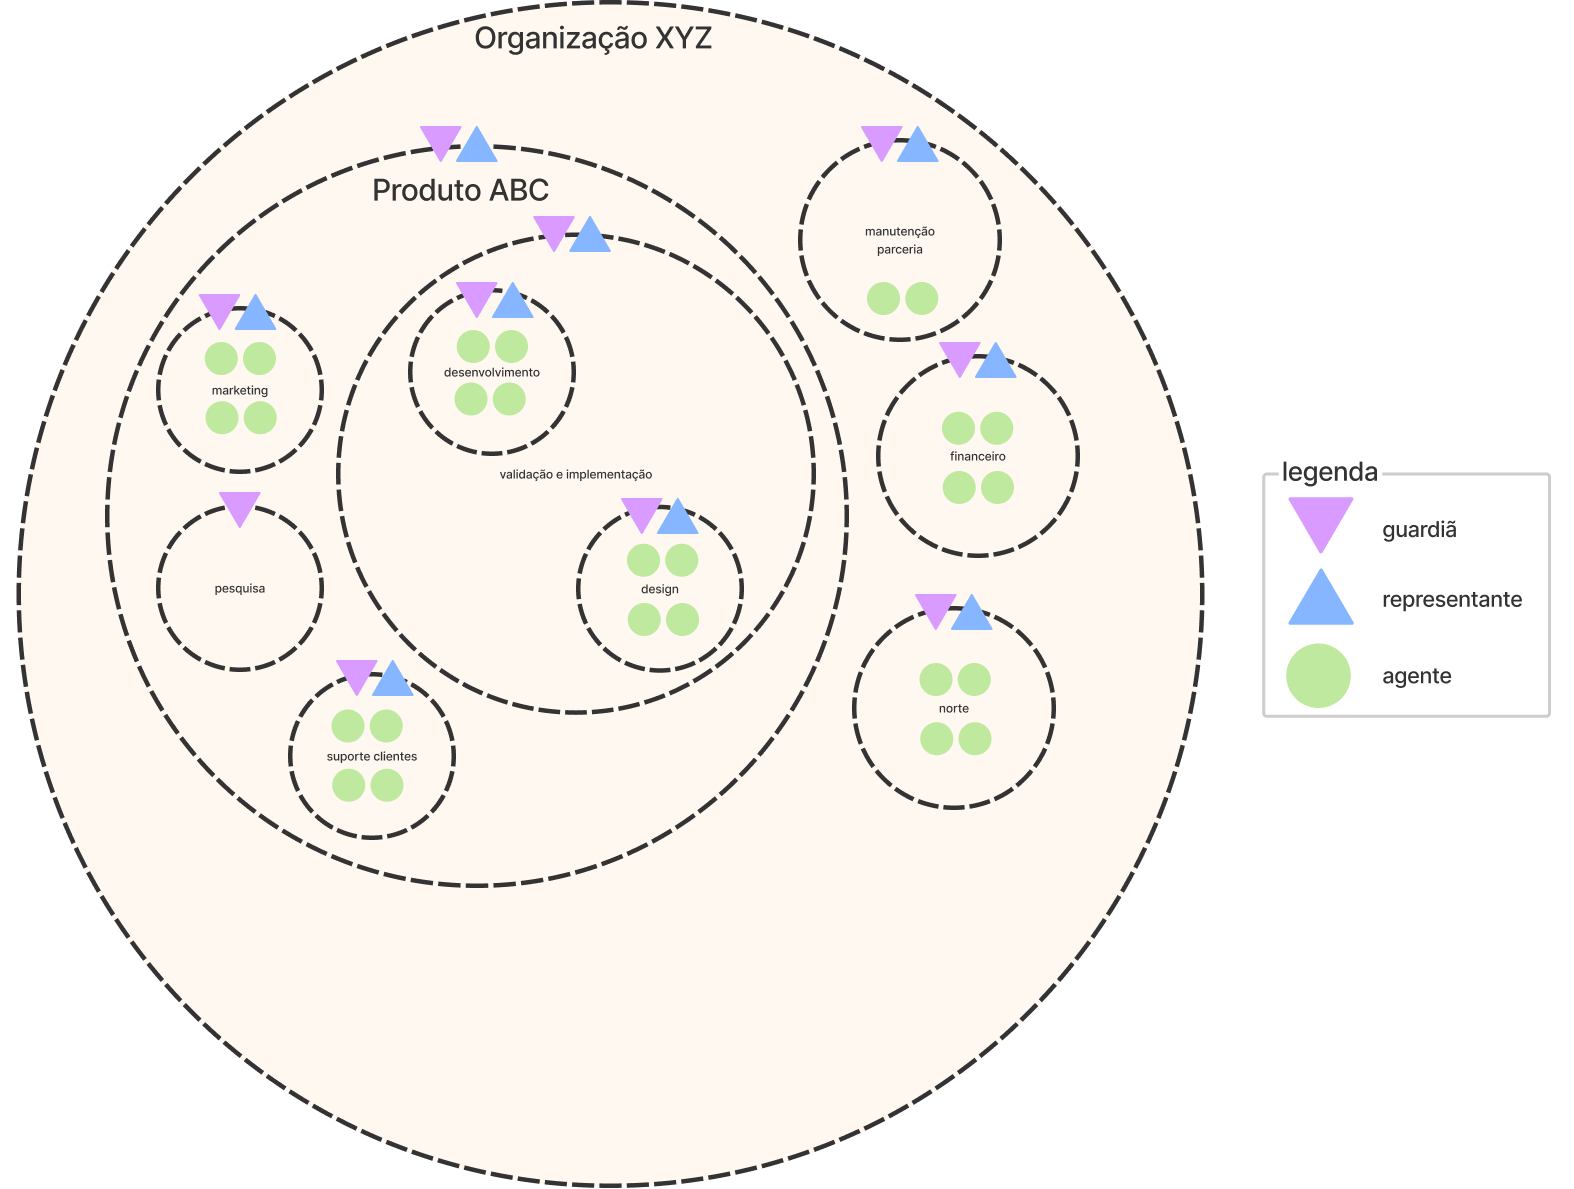 Organização XYZ
Produto ABC
manutenção
parceria
desenvolvimento
marketing
financeiro
validação e implementação
pesquisa
design
norte
suporte clientes
legenda
guardiã
representante
agente